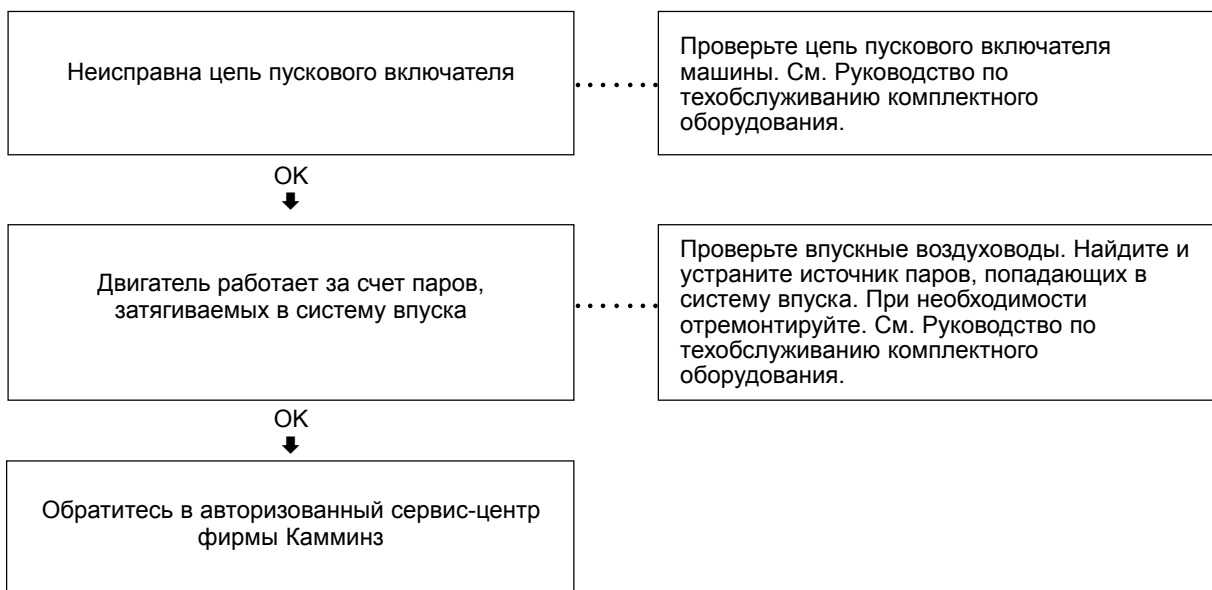 Неисправна цепь пускового включателя
Проверьте цепь пускового включателя
машины. См. Руководство по
техобслуживанию комплектного
оборудования.
OK
Двигатель работает за счет паров,
затягиваемых в систему впуска
Проверьте впускные воздуховоды. Найдите и
устраните источник паров, попадающих в
систему впуска. При необходимости
отремонтируйте. См. Руководство по
техобслуживанию комплектного
оборудования.
OK
Обратитесь в авторизованный сервис-центр
фирмы Камминз